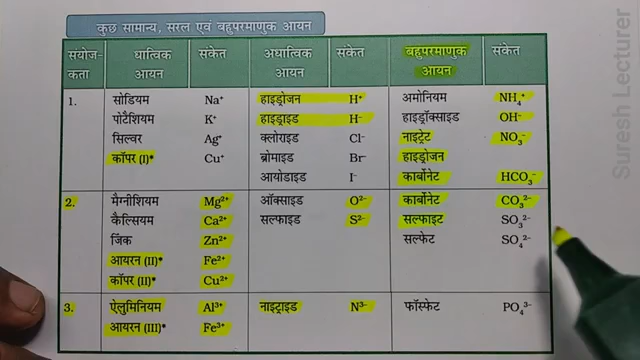 कुछ सामान्य, सरल एवं बहुपरमाणुक आयन
संयोज- धात्विक संकेत अधात्विक संकेत बहुपरमाणुक संकेत
कता आयन आयन आयन
1. सोडियम Na⁺ हाइड्रोजन H⁺ अमोनियम NH₄⁺
पोटैशियम K⁺ हाइड्राइड H⁻ हाइड्रॉक्साइड OH⁻
सिल्वर Ag⁺ क्लोराइड Cl⁻ नाइट्रेट NO₃⁻
कॉपर (I)* Cu⁺ ब्रोमाइड Br⁻ हाइड्रोजन
आयोडाइड I⁻ कार्बोनेट HCO₃⁻
2. मैग्नीशियम Mg²⁺ ऑक्साइड O²⁻ कार्बोनेट CO₃²⁻
कैल्सियम Ca²⁺ सल्फाइड S²⁻ सल्फाइट SO₃²⁻
जिंक Zn²⁺ सल्फेट SO₄²⁻
आयरन (II)* Fe²⁺
कॉपर (II)* Cu²⁺
3. ऐलुमिनियम Al³⁺ नाइट्राइड N³⁻ फॉस्फेट PO₄³⁻
आयरन (III)* Fe³⁺
Suresh Lecturer